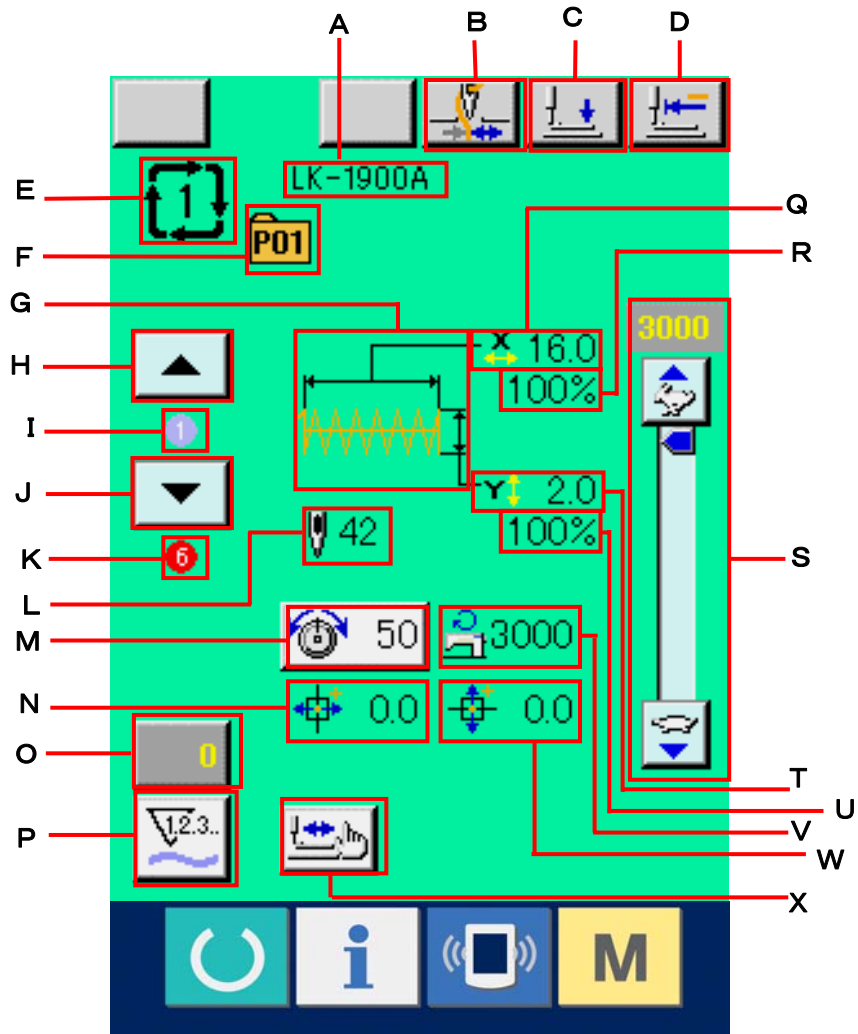 A B C D
E LK-1900A
1
F P01
Q
R
G X 16.0
100%
3000
H
I 1
J
Y 2.0
100%
K 6
L 42
S
M 50 3000
N 0.0 0.0
O 0
T
U
P 1.2.3..
V
W
X
i M